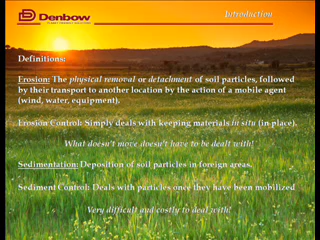 Denbow
Introduction
Definitions:
Erosion: The physical removal or detachment of soil particles, followed
by their transport to another location by the action of a mobile agent
(wind, water, equipment).
Erosion Control: Simply deals with keeping materials in situ (in place).
What doesn't move doesn't have to be dealt with!
Sedimentation: Deposition of soil particles in foreign areas.
Sediment Control: Deals with particles once they have been mobilized
Very difficult and costly to deal with!